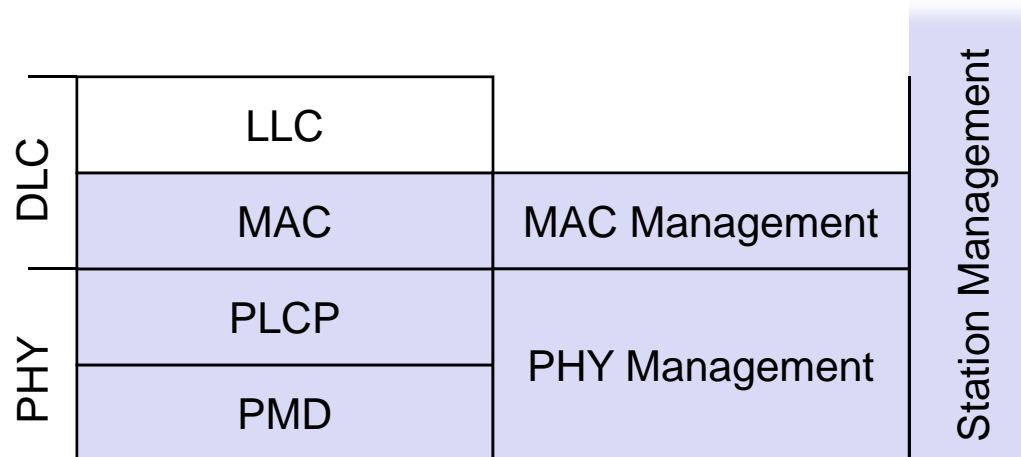 DLC
LLC
MAC
MAC Management
PHY
PLCP
PMD
PHY Management
Station Management